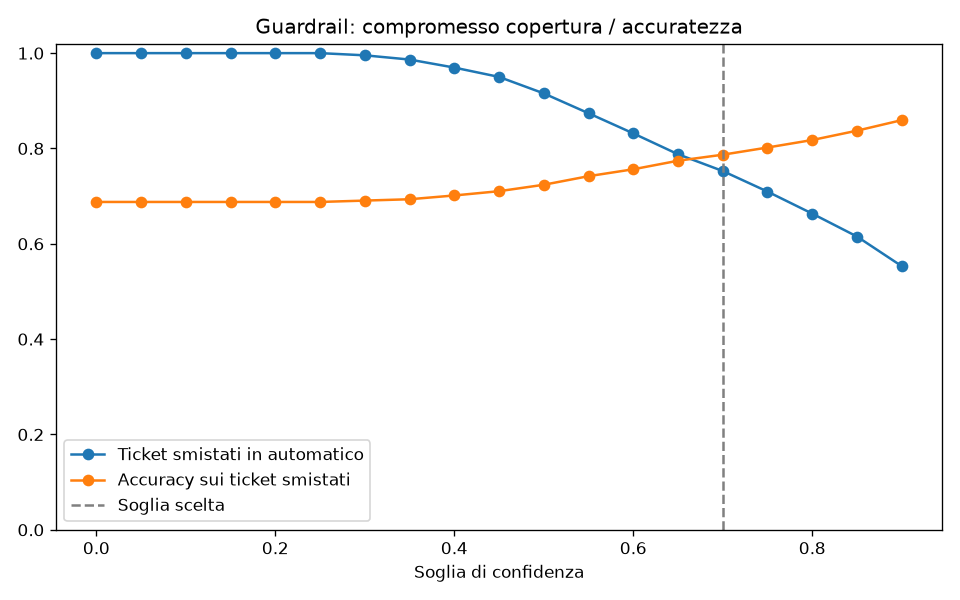 Guardrail: compromesso copertura / accuratezza
1.0
0.8
0.6
0.4
0.2
0.0
Ticket smistati in automatico
Accuracy sui ticket smistati
Soglia scelta
0.0 0.2 0.4 0.6 0.8
Soglia di confidenza